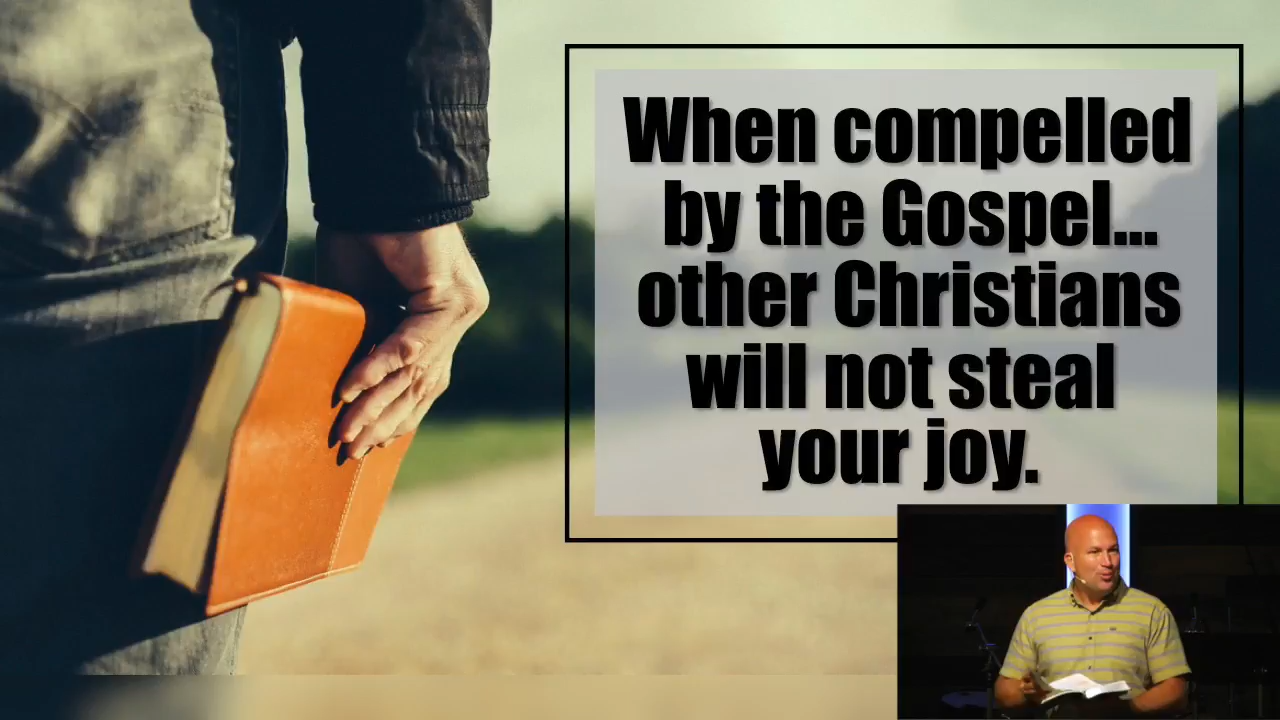 When compelled
by the Gospel...
other Christians
will not steal
your joy.